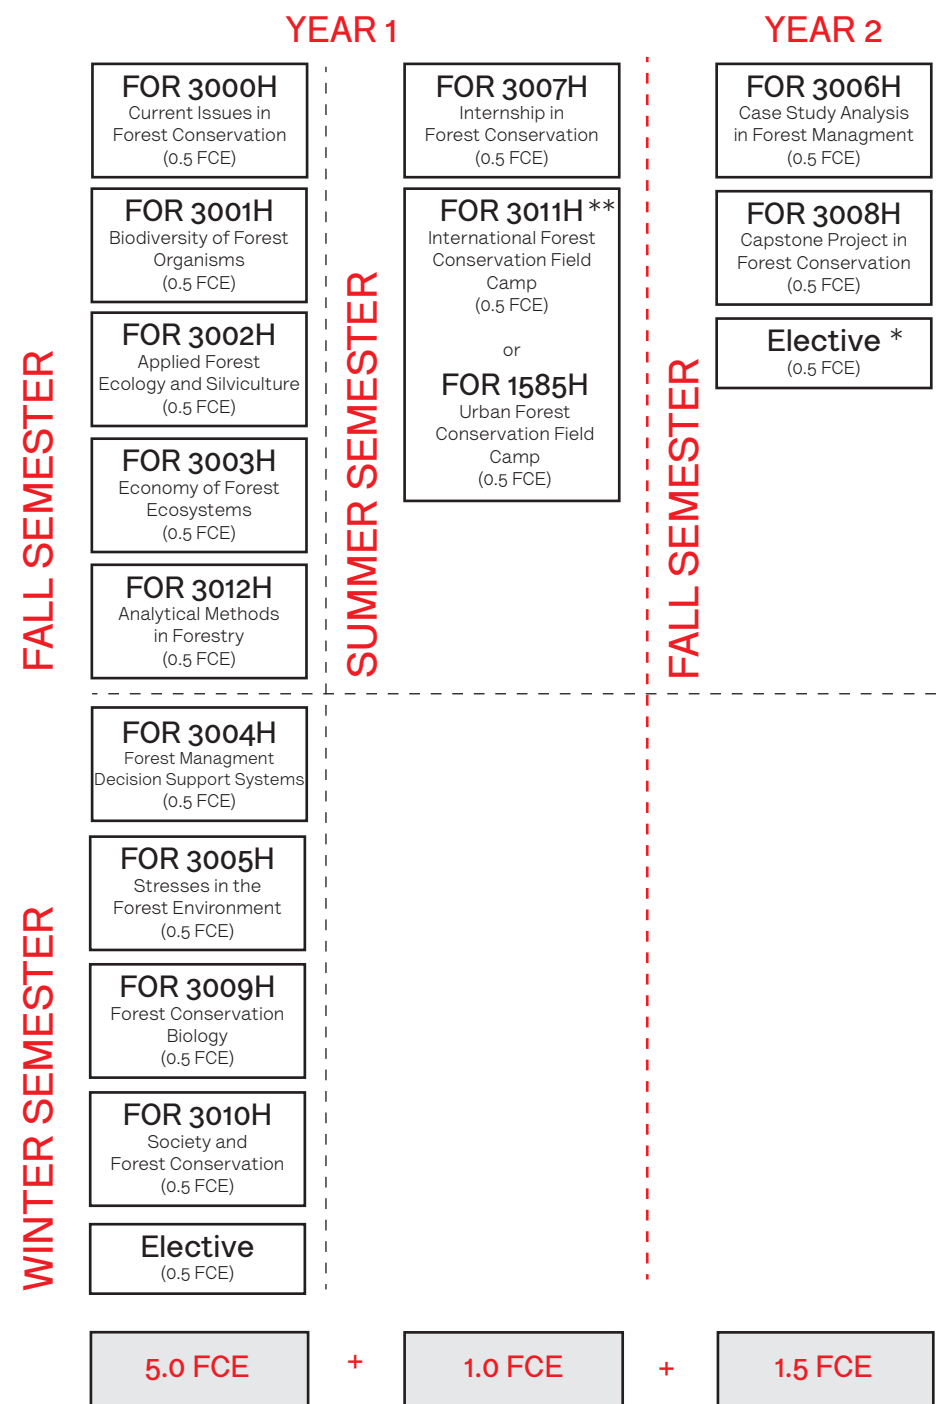 YEAR 1
YEAR 2
FALL SEMESTER
FOR 3000H
Current Issues in
Forest Conservation
(0.5 FCE)
FOR 3001H
Biodiversity of Forest
Organisms
(0.5 FCE)
FOR 3002H
Applied Forest
Ecology and Silviculture
(0.5 FCE)
FOR 3003H
Economy of Forest
Ecosystems
(0.5 FCE)
FOR 3012H
Analytical Methods
in Forestry
(0.5 FCE)
WINTER SEMESTER
FOR 3004H
Forest Managment
Decision Support Systems
(0.5 FCE)
FOR 3005H
Stresses in the
Forest Environment
(0.5 FCE)
FOR 3009H
Forest Conservation
Biology
(0.5 FCE)
FOR 3010H
Society and
Forest Conservation
(0.5 FCE)
Elective
(0.5 FCE)
SUMMER SEMESTER
FOR 3007H
Internship in
Forest Conservation
(0.5 FCE)
FOR 3011H **
International Forest
Conservation Field
Camp
(0.5 FCE)
or
FOR 1585H
Urban Forest
Conservation Field
Camp
(0.5 FCE)
FALL SEMESTER
FOR 3006H
Case Study Analysis
in Forest Managment
(0.5 FCE)
FOR 3008H
Capstone Project in
Forest Conservation
(0.5 FCE)
Elective *
(0.5 FCE)
5.0 FCE + 1.0 FCE + 1.5 FCE